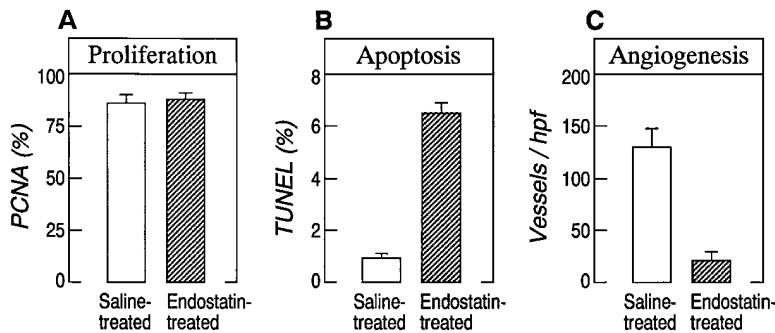 A
Proliferation
PCNA (%)
100
75
50
25
0
Saline-
treated
Endostatin-
treated
B
Apoptosis
TUNEL (%)
8
6
4
2
0
Saline-
treated
Endostatin-
treated
C
Angiogenesis
Vessels / hpf
200
150
100
50
0
Saline-
treated
Endostatin-
treated